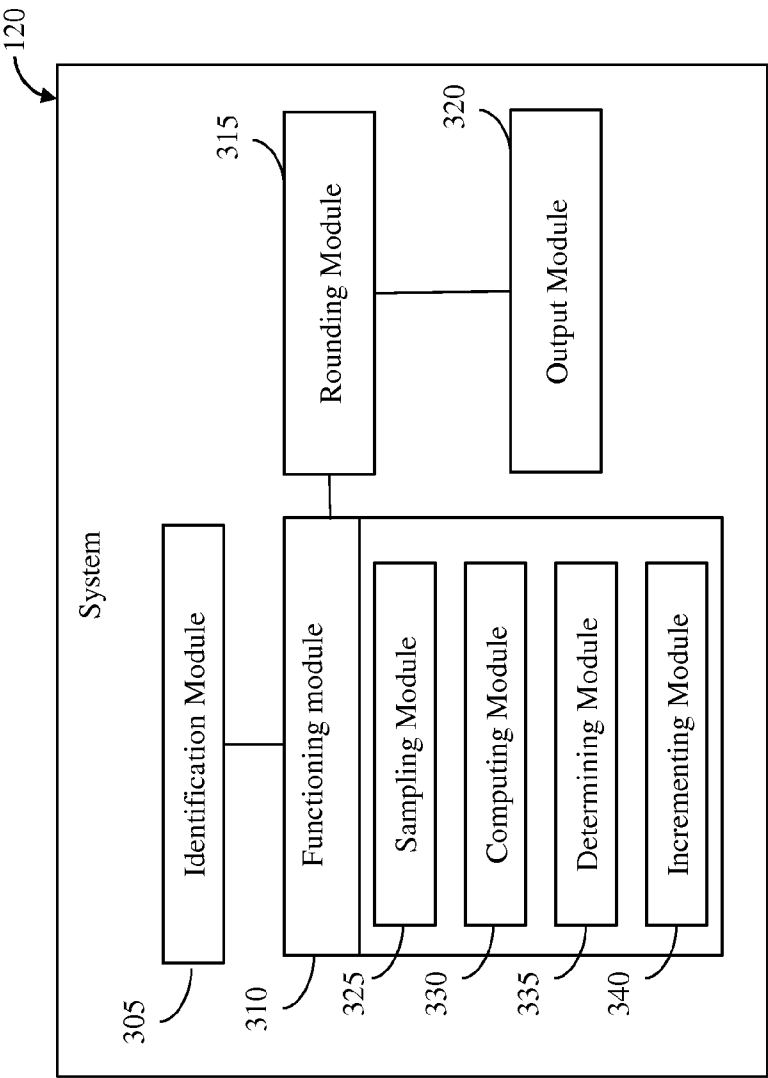 120
System
305
Identification Module
310
Functioning module
325
Sampling Module
330
Computing Module
335
Determining Module
340
Incrementing Module
315
Rounding Module
320
Output Module